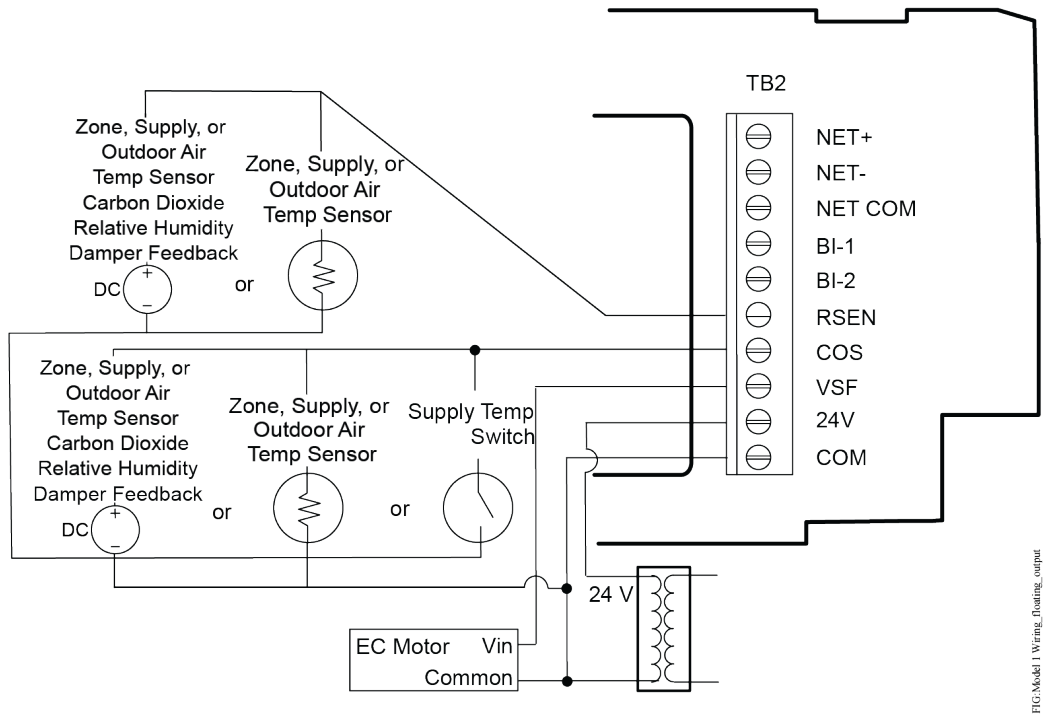 TB2
NET+
NET-
NET COM
BI-1
BI-2
RSEN
COS
VSF
24V
COM
Zone, Supply, or
Outdoor Air
Temp Sensor
Carbon Dioxide
Relative Humidity
Damper Feedback
+
DC
–
or
Zone, Supply, or
Outdoor Air
Temp Sensor
Zone, Supply, or
Outdoor Air
Temp Sensor
Carbon Dioxide
Relative Humidity
Damper Feedback
+
DC
–
or
Zone, Supply, or
Outdoor Air
Temp Sensor
or
Supply Temp
Switch
24 V
EC Motor Vin
Common
FIG:Model 1 Wiring_floating_output